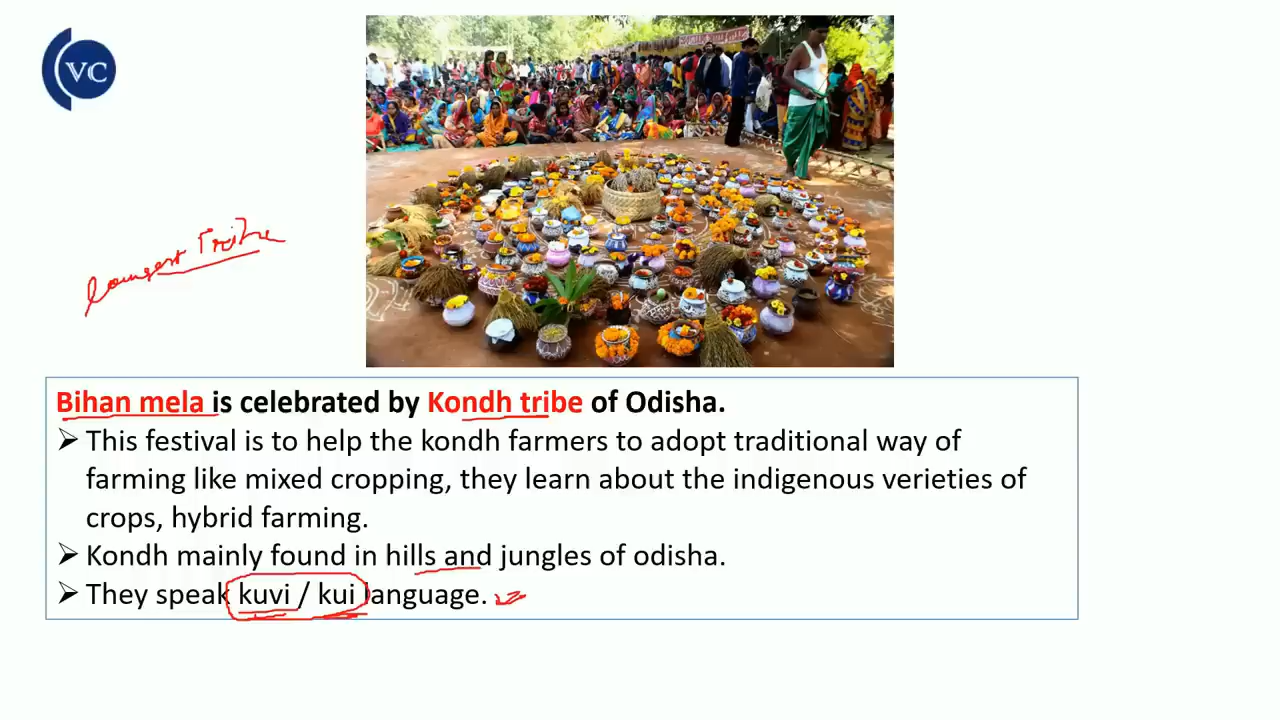 VC
Tribe
Bihan mela is celebrated by Kondh tribe of Odisha.
➤ This festival is to help the kondh farmers to adopt traditional way of
farming like mixed cropping, they learn about the indigenous verieties of
crops, hybrid farming.
➤ Kondh mainly found in hills and jungles of odisha.
➤ They speak kuvi / kui language.